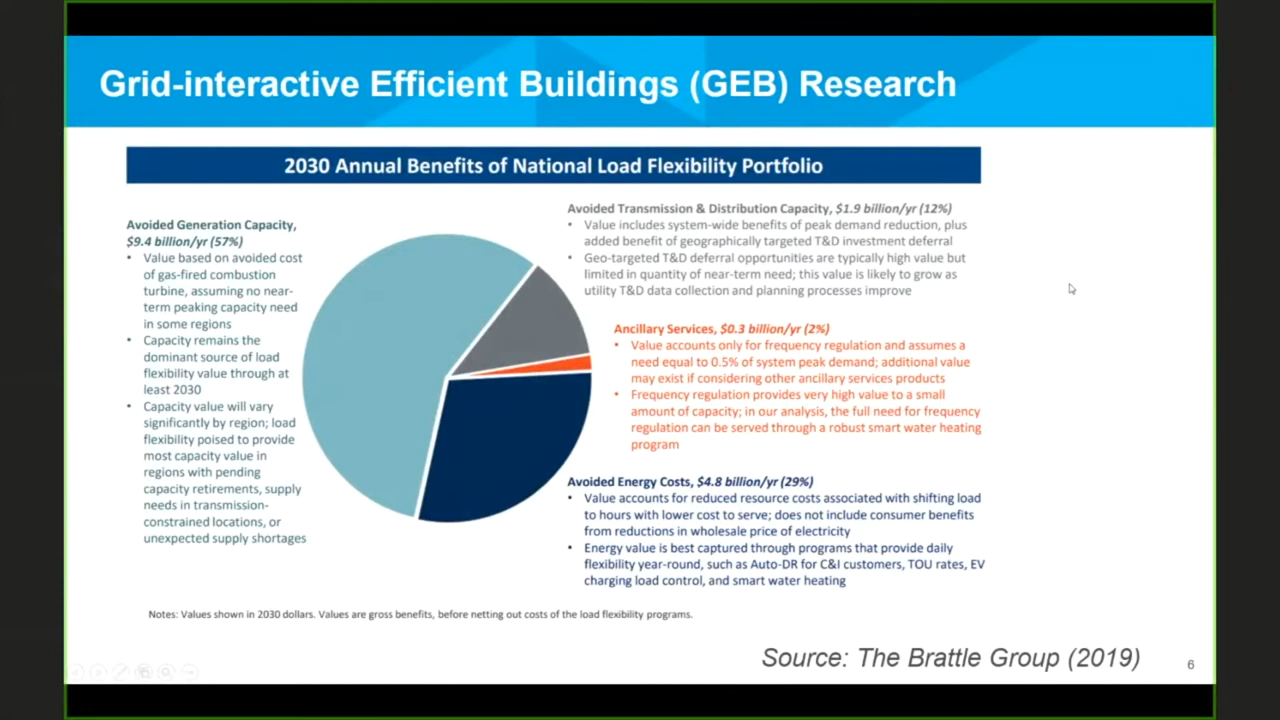 Grid-interactive Efficient Buildings (GEB) Research
2030 Annual Benefits of National Load Flexibility Portfolio
Avoided Generation Capacity,
$9.4 billion/yr (57%)
• Value based on avoided cost
of gas-fired combustion
turbine, assuming no near-
term peaking capacity need
in some regions
• Capacity remains the
dominant source of load
flexibility value through at
least 2030
• Capacity value will vary
significantly by region; load
flexibility poised to provide
most capacity value in
regions with pending
capacity retirements, supply
needs in transmission-
constrained locations, or
unexpected supply shortages
Avoided Transmission & Distribution Capacity, $1.9 billion/yr (12%)
• Value includes system-wide benefits of peak demand reduction, plus
added benefit of geographically targeted T&D investment deferral
• Geo-targeted T&D deferral opportunities are typically high value but
limited in quantity of near-term need; this value is likely to grow as
utility T&D data collection and planning processes improve
Ancillary Services, $0.3 billion/yr (2%)
• Value accounts only for frequency regulation and assumes a
need equal to 0.5% of system peak demand; additional value
may exist if considering other ancillary services products
• Frequency regulation provides very high value to a small
amount of capacity; in our analysis, the full need for frequency
regulation can be served through a robust smart water heating
program
Avoided Energy Costs, $4.8 billion/yr (29%)
• Value accounts for reduced resource costs associated with shifting load
to hours with lower cost to serve; does not include consumer benefits
from reductions in wholesale price of electricity
• Energy value is best captured through programs that provide daily
flexibility year-round, such as Auto-DR for C&I customers, TOU rates, EV
charging load control, and smart water heating
Notes: Values shown in 2030 dollars. Values are gross benefits, before netting out costs of the load flexibility programs.
Source: The Brattle Group (2019)
6